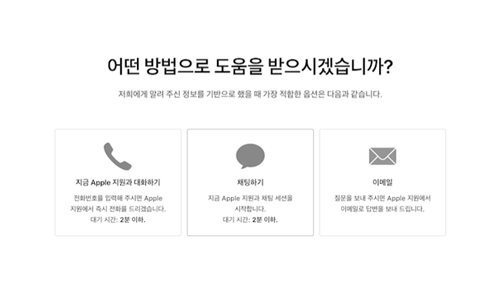 어떤 방법으로 도움을 받으시겠습니까?
저희에게 알려 주신 정보를 기반으로 했을 때 가장 적합한 옵션은 다음과 같습니다.
지금 Apple 지원과 대화하기
전화번호를 입력해 주시면 Apple
지원에서 즉시 전화를 드리겠습니다.
대기 시간: 2분 이하.
채팅하기
지금 Apple 지원과 채팅 세션을
시작합니다.
대기 시간: 2분 이하.
이메일
질문을 보내 주시면 Apple 지원에서
이메일로 답변을 보내 드립니다.